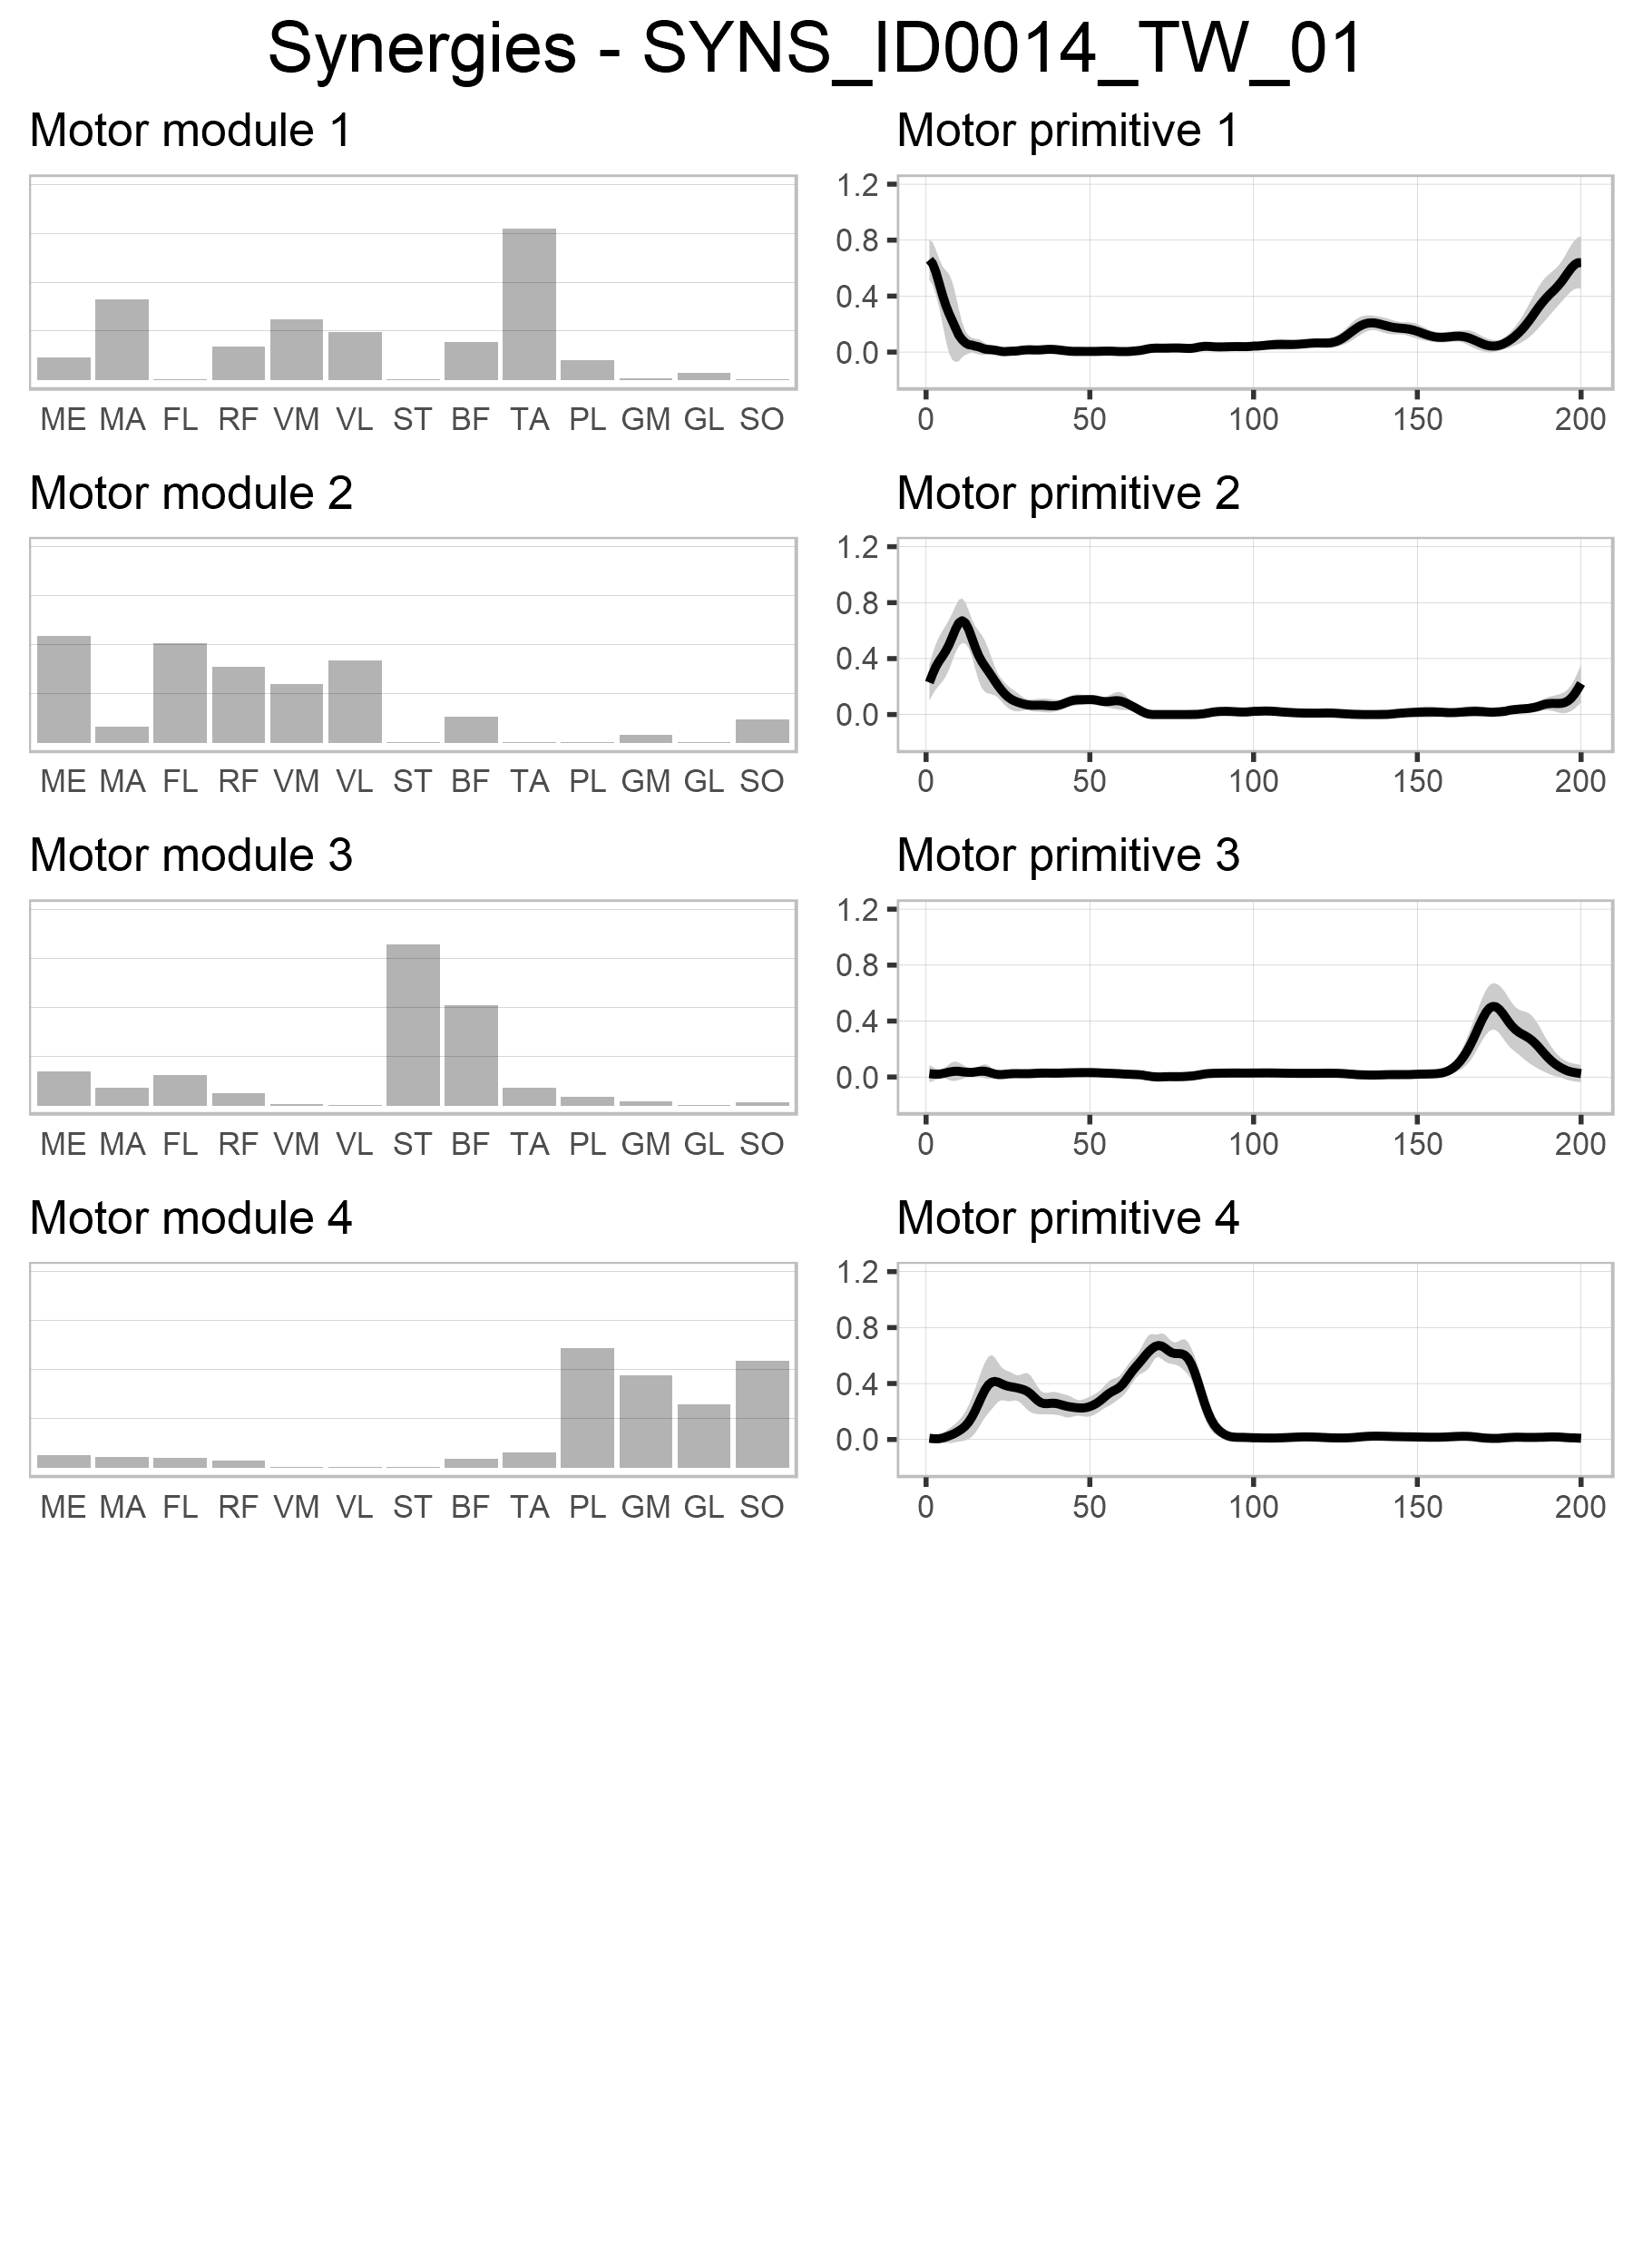 Synergies - SYNS_ID0014_TW_01
Motor module 1
Motor primitive 1
1.2
0.8
0.4
0.0
ME MA FL RF VM VL ST BF TA PL GM GL SO
0 50 100 150 200
Motor module 2
Motor primitive 2
1.2
0.8
0.4
0.0
ME MA FL RF VM VL ST BF TA PL GM GL SO
0 50 100 150 200
Motor module 3
Motor primitive 3
1.2
0.8
0.4
0.0
ME MA FL RF VM VL ST BF TA PL GM GL SO
0 50 100 150 200
Motor module 4
Motor primitive 4
1.2
0.8
0.4
0.0
ME MA FL RF VM VL ST BF TA PL GM GL SO
0 50 100 150 200